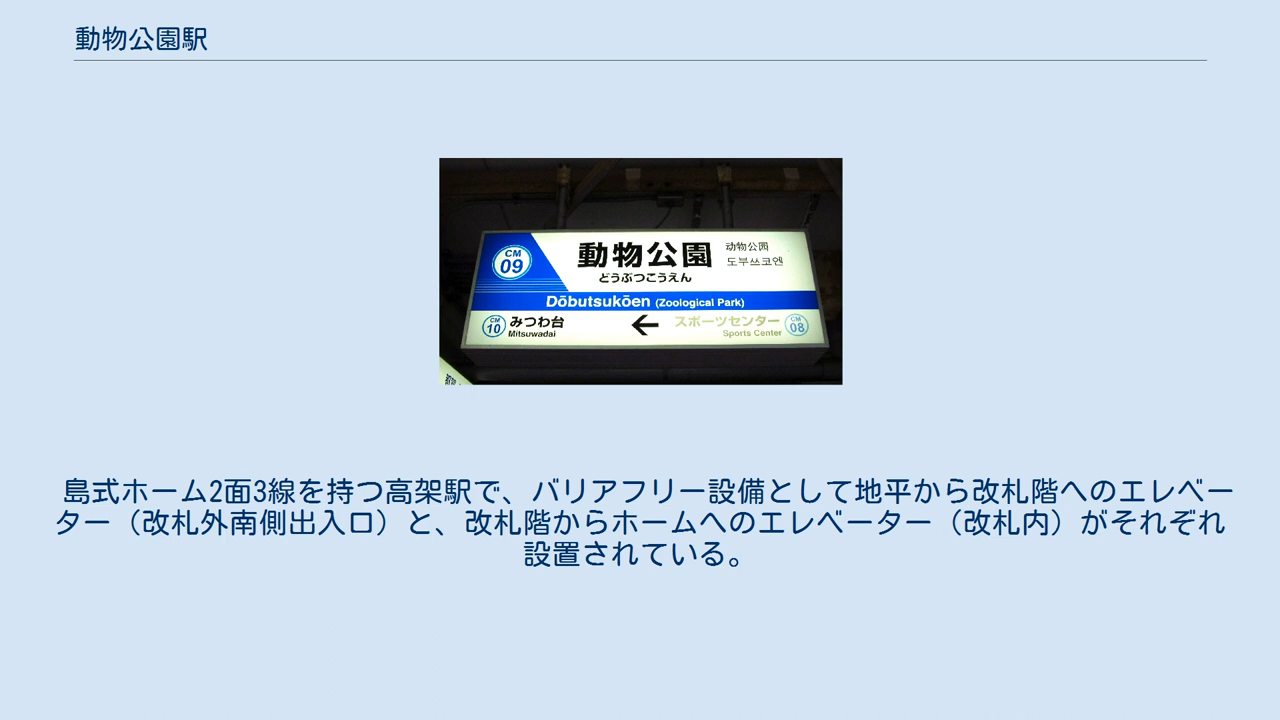 動物公園駅
CM
09
動物公園
动物公园
どうぶつこうえん
도부쓰코엔
Dōbutsukōen (Zoological Park)
CM
10
みつわ台
Mitsuwadai
スポーツセンター
Sports Center
CM
08
島式ホーム2面3線を持つ高架駅で、バリアフリー設備として地平から改札階へのエレベー
ター（改札外南側出入口）と、改札階からホームへのエレベーター（改札内）がそれぞれ
設置されている。